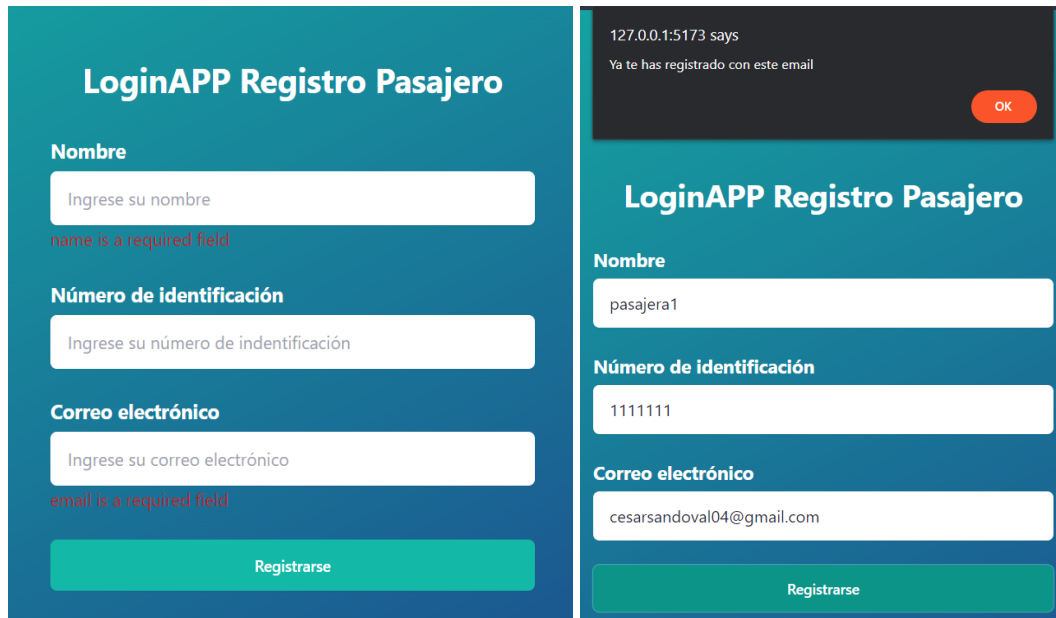 LoginAPP Registro Pasajero
Nombre
Ingrese su nombre
name is a required field
Número de identificación
Ingrese su número de indentificación
Correo electrónico
Ingrese su correo electrónico
email is a required field
Registrarse
127.0.0.1:5173 says
Ya te has registrado con este email
OK
LoginAPP Registro Pasajero
Nombre
pasajera1
Número de identificación
1111111
Correo electrónico
cesarsandoval04@gmail.com
Registrarse